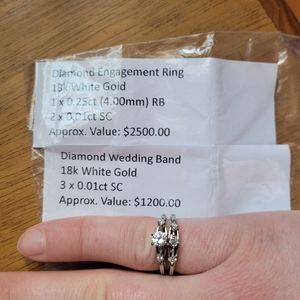 Diamond Engagement Ring
18k White Gold
1 x 0.25ct (4.00mm) RB
2 x 0.01ct SC
Approx. Value: $2500.00
Diamond Wedding Band
18k White Gold
3 x 0.01ct SC
Approx. Value: $1200.00